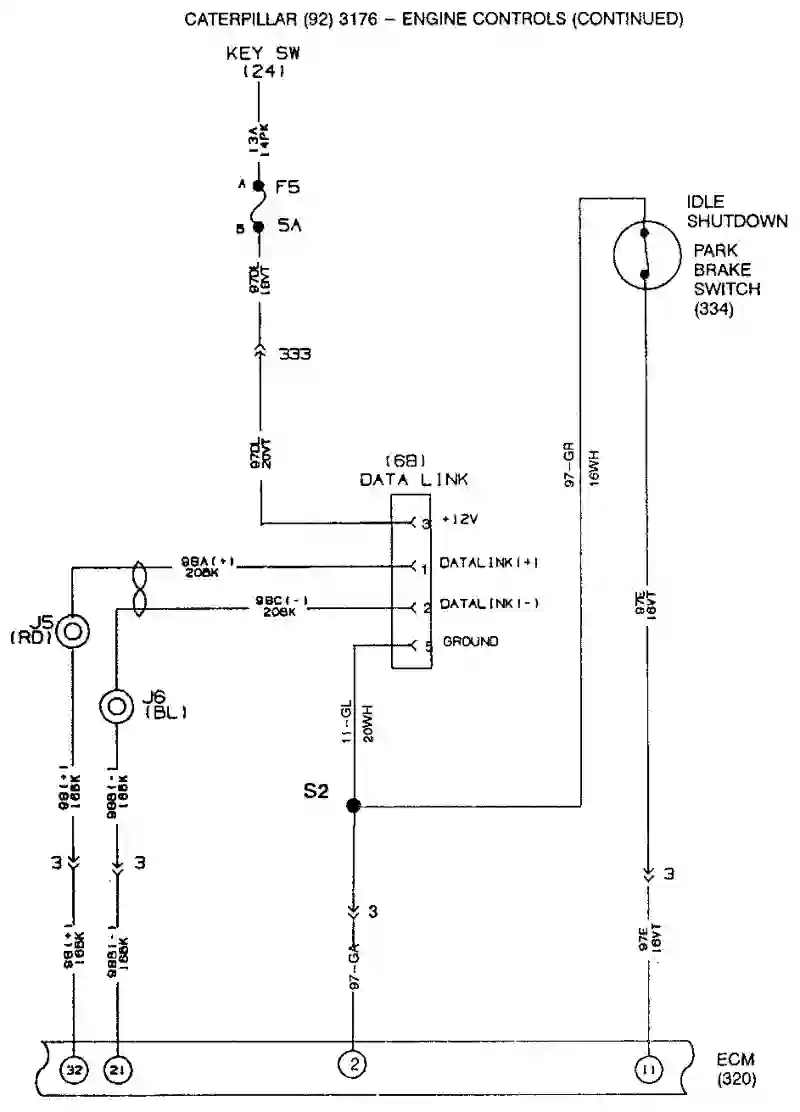 CATERPILLAR (92) 3176 – ENGINE CONTROLS (CONTINUED)
KEY SW
(24)
13A
14PK
A
F5
B
5A
97DL
18VT
333
IDLE
SHUTDOWN
PARK
BRAKE
SWITCH
(334)
97DL
20VT
97-GR
16WH
(68)
DATA LINK
3
+12V
98A(+)
20BK
1
DATALINK(+)
98C(-)
20BK
2
DATALINK(-)
5
GROUND
J5
(RD)
J6
(BL)
97E
16VT
11-GL
20WH
98(+)
16BK
98B(-)
16BK
S2
3
3
3
3
98(+)
16BK
98B(-)
16BK
97-GA
97E
16VT
32
21
2
11
ECM
(320)